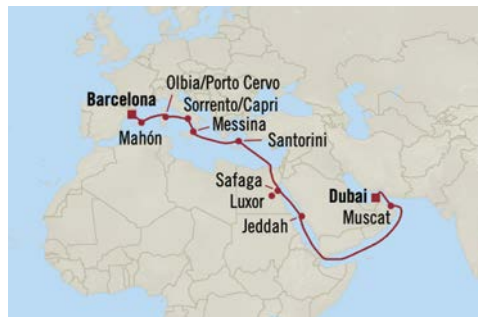 Olbia/Porto Cervo
Barcelona
Sorrento/Capri
Messina
Mahón
Santorini
Safaga
Luxor
Dubai
Muscat
Jeddah